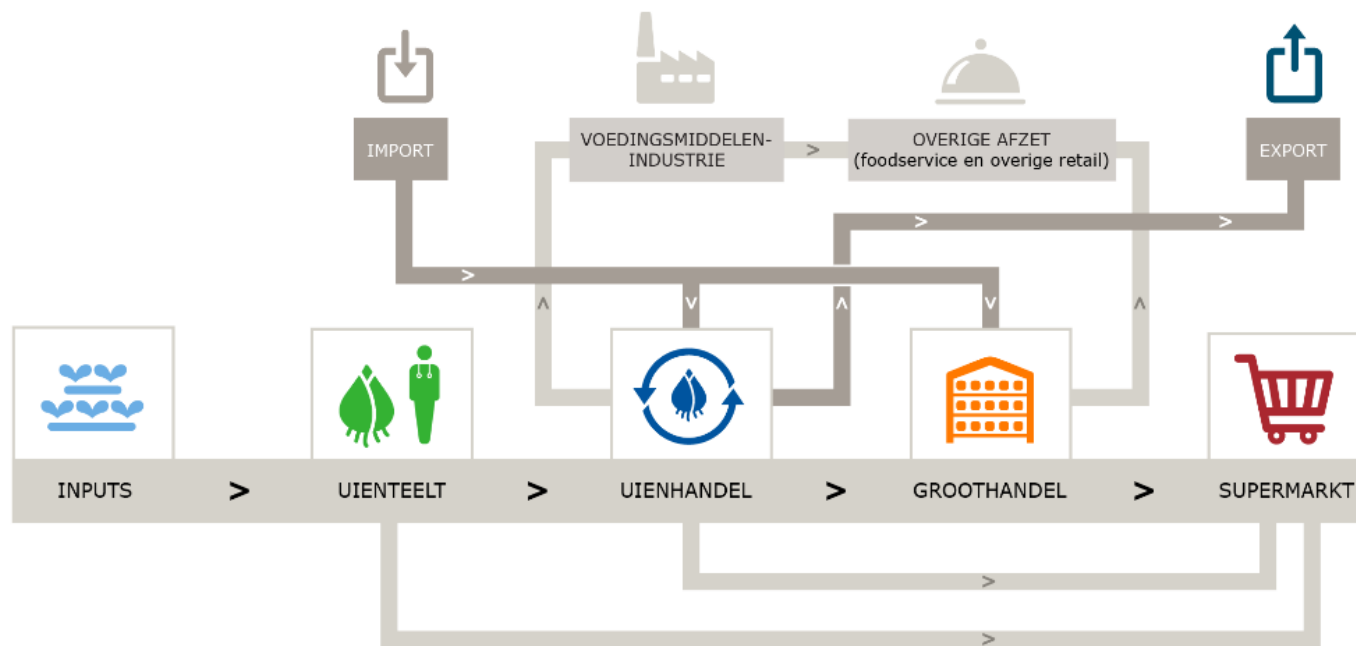 IMPORT
VOEDINGSMIDDELEN-
INDUSTRIE
>
OVERIGE AFZET
(foodservice en overige retail)
EXPORT
INPUTS > UIENTEELT > UIENHANDEL > GROOTHANDEL > SUPERMARKT